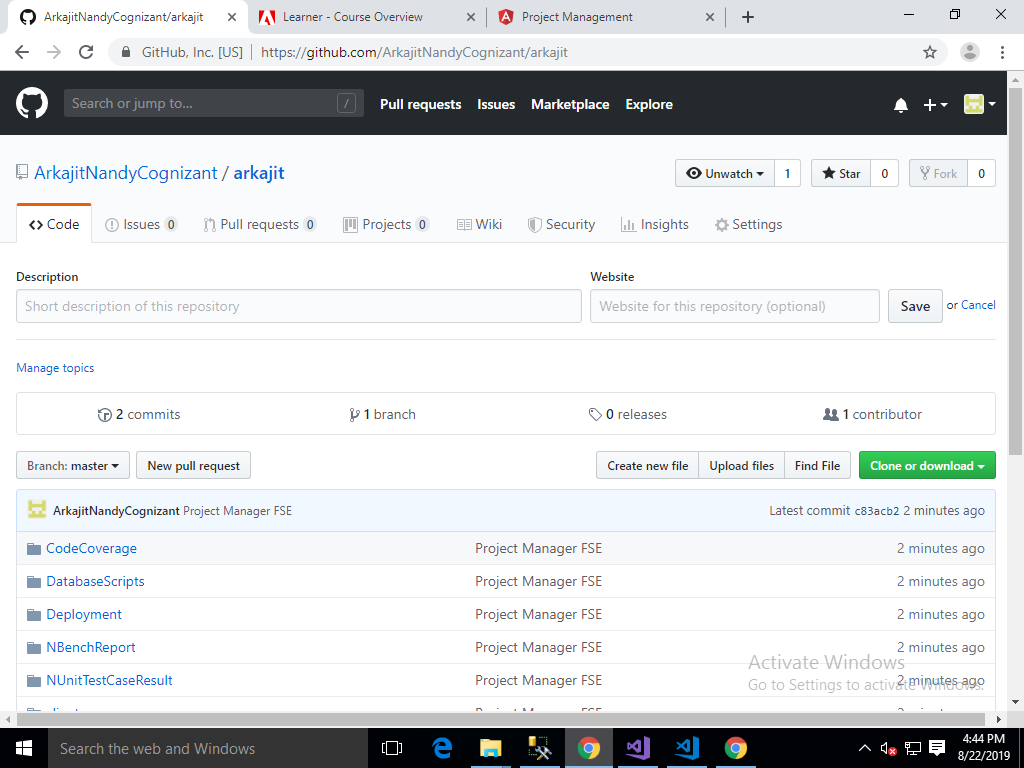 ArkajitNandyCognizant/arkajit
Learner - Course Overview
Project Management
GitHub, Inc. [US]
https://github.com/ArkajitNandyCognizant/arkajit
Search or jump to...
/
Pull requests
Issues
Marketplace
Explore
ArkajitNandyCognizant / arkajit
Unwatch
1
Star
0
Fork
0
Code
Issues 0
Pull requests 0
Projects 0
Wiki
Security
Insights
Settings
Description
Website
Short description of this repository
Website for this repository (optional)
Save
or Cancel
Manage topics
2 commits
1 branch
0 releases
1 contributor
Branch: master
New pull request
Create new file
Upload files
Find File
Clone or download
ArkajitNandyCognizant Project Manager FSE
Latest commit c83acb2 2 minutes ago
CodeCoverage
Project Manager FSE
2 minutes ago
DatabaseScripts
Project Manager FSE
2 minutes ago
Deployment
Project Manager FSE
2 minutes ago
NBenchReport
Project Manager FSE
2 minutes ago
Activate Windows
NUnitTestCaseResult
Project Manager FSE
2 minutes ago
Go to Settings to activate Windows.
Search the web and Windows
4:44 PM
8/22/2019